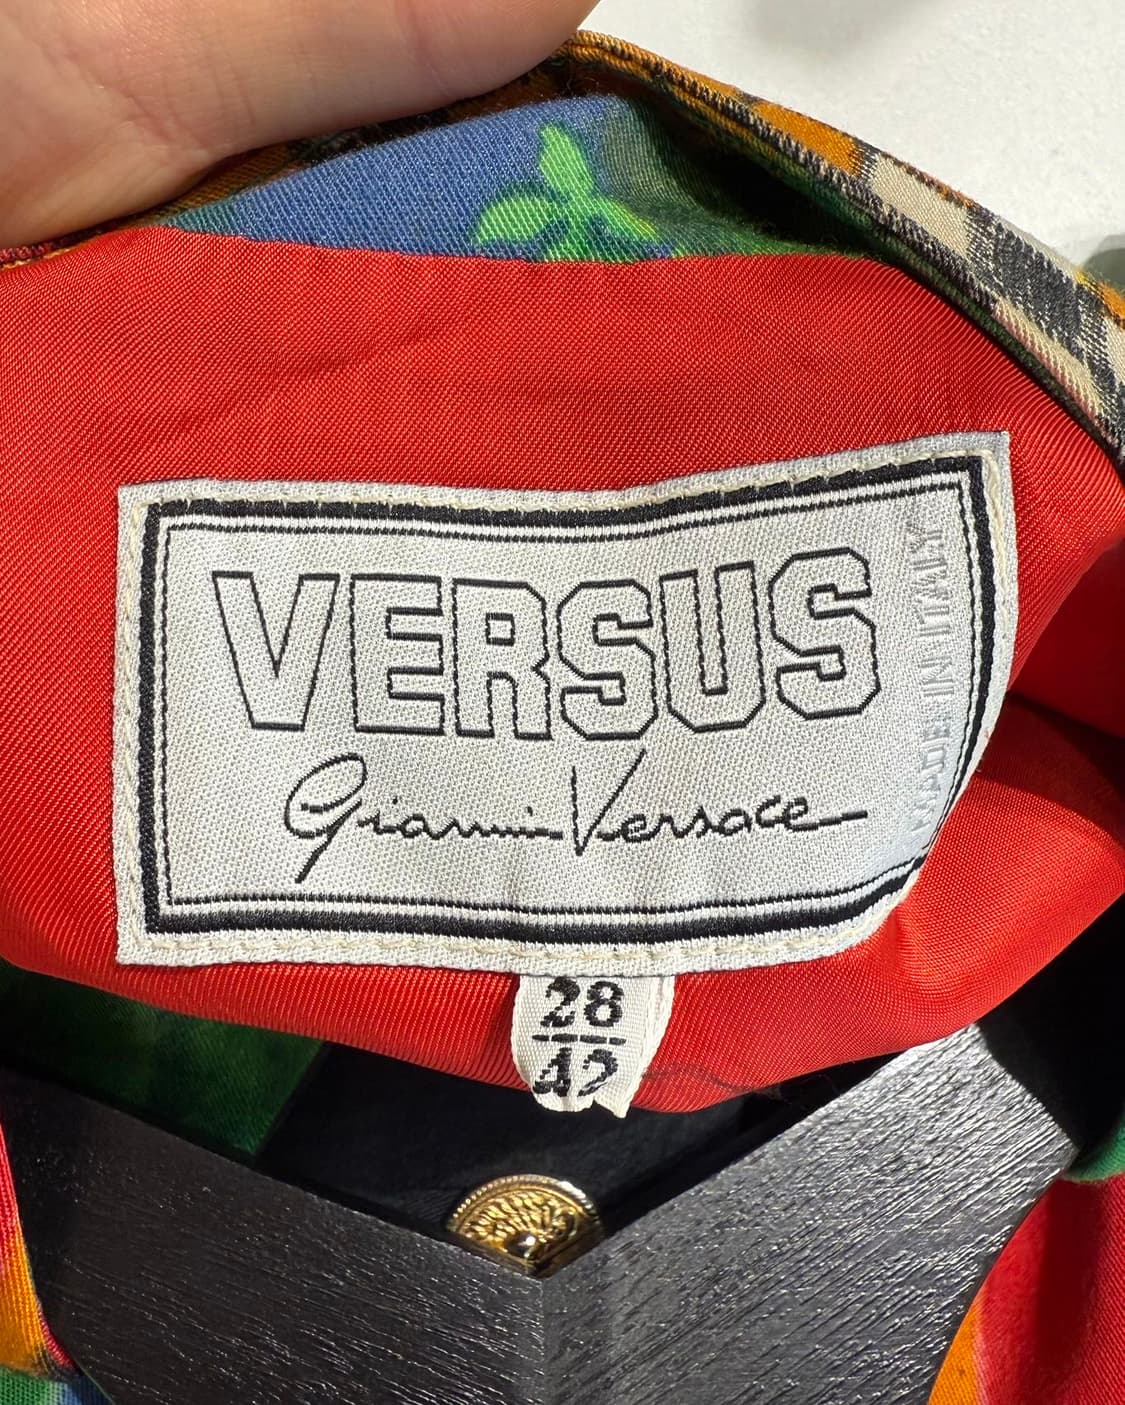 VERSUS
Gianni Versace
MADE IN ITALY
28
42